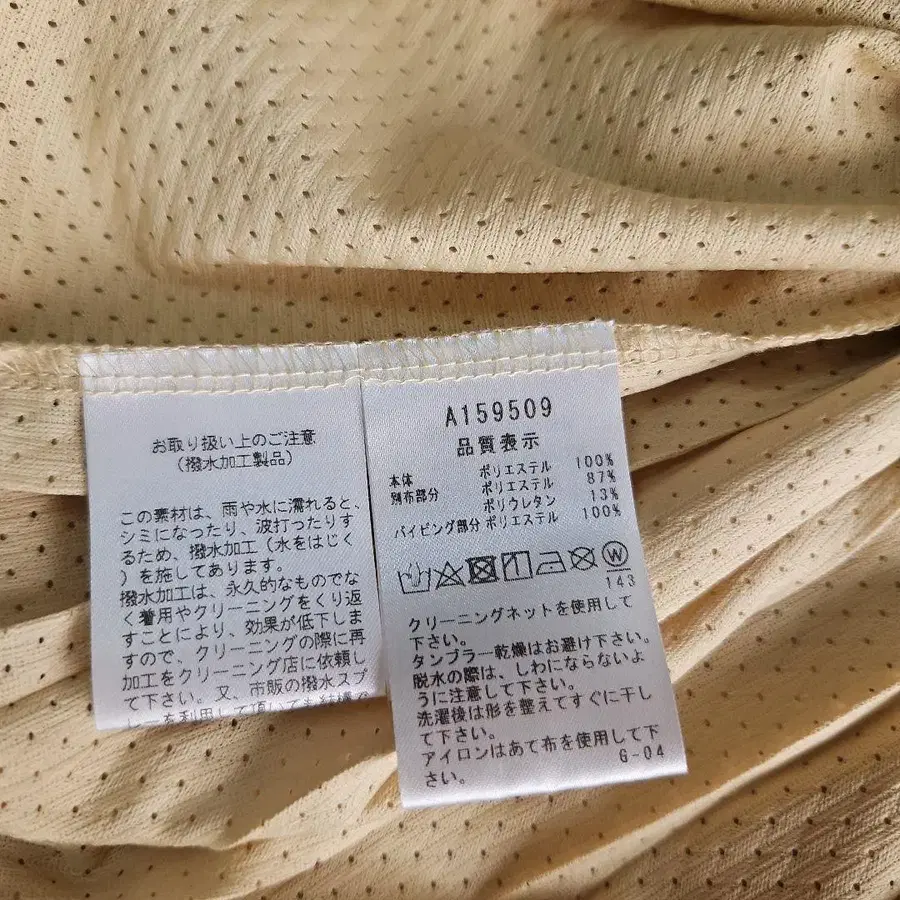 お取り扱い上のご注意
(撥水加工製品)
この素材は、雨や水に濡れると、
シミになったり、波打ったりす
るため、撥水加工(水をはじく
)を施してあります。
撥水加工は、永久的なものでな
く着用やクリーニングをくり返
すことにより、効果が低下しま
すので、クリーニングの際に再
加工をクリーニング店に依頼し
て下さい。又、市販の撥水スプ
レーを利用して頂いても結構で
A159509
品質表示
本体 ポリエステル 100%
別布部分 ポリエステル 87%
ポリウレタン 13%
パイピング部分 ポリエステル 100%
W
143
クリーニングネットを使用して
下さい。
タンブラー乾燥はお避け下さい。
脱水の際は、しわにならないよ
うに注意して下さい。
洗濯後は形を整えてすぐに干し
て下さい。
アイロンはあて布を使用して下
さい。
G-04